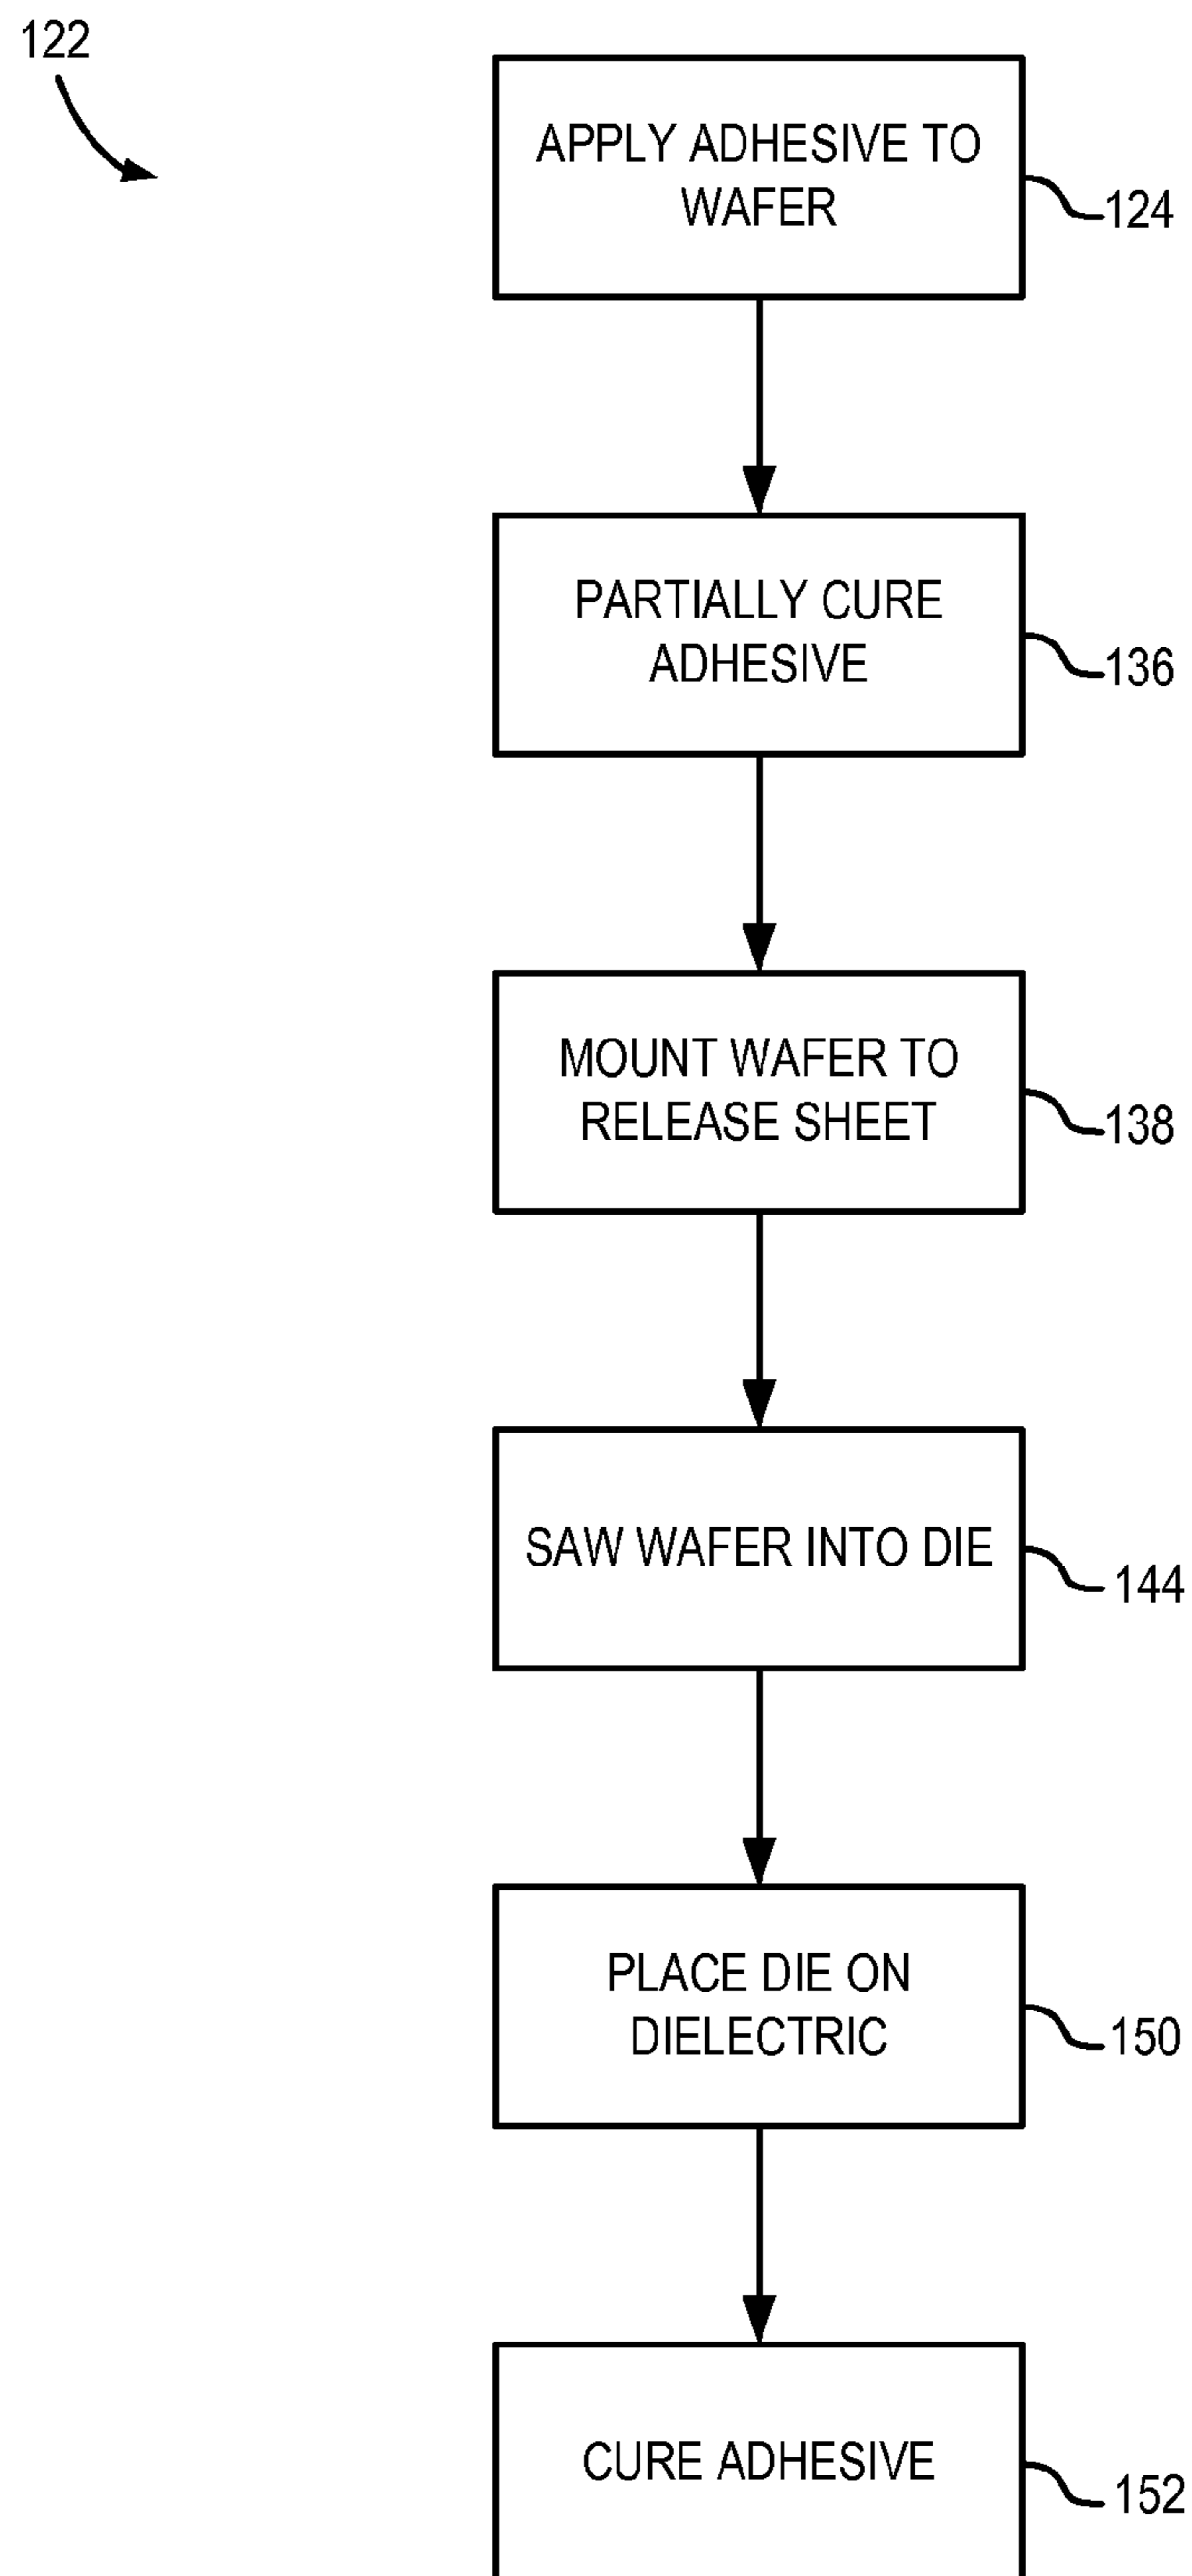 122
APPLY ADHESIVE TO
WAFER
124
PARTIALLY CURE
ADHESIVE
136
MOUNT WAFER TO
RELEASE SHEET
138
SAW WAFER INTO DIE
144
PLACE DIE ON
DIELECTRIC
150
CURE ADHESIVE
152